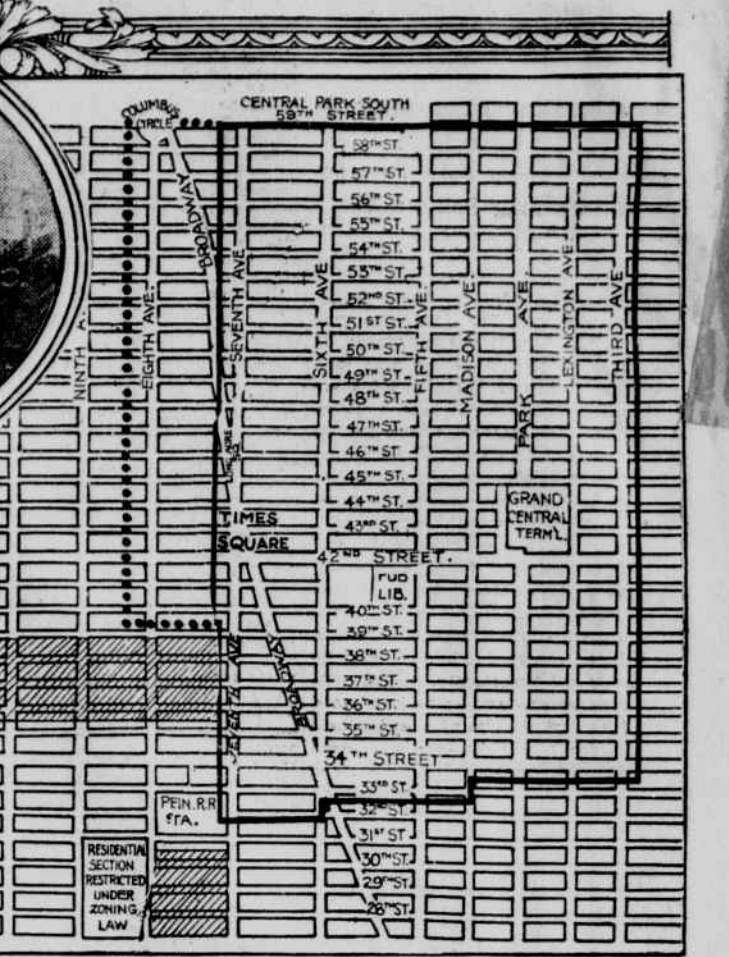 COLUMBUS
CIRCLE
CENTRAL PARK SOUTH
59TH STREET.
58TH ST.
57TH ST.
56TH ST.
55TH ST.
54TH ST.
53TH ST.
52ND ST.
51ST ST.
50TH ST.
49TH ST.
48TH ST.
47TH ST.
46TH ST.
45TH ST.
44TH ST.
43RD ST.
42ND STREET.
40TH ST.
39TH ST.
38TH ST.
37TH ST.
36TH ST.
35TH ST.
34TH STREET
33RD ST.
32ND ST.
31ST ST.
30TH ST.
29TH ST.
28TH ST.
NINTH A.
EIGHTH AVE.
BROADWAY
SEVENTH AVE
SIXTH AVE
FIFTH AVE.
MADISON AVE.
PARK AVE.
LEXINGTON AVE.
THIRD AVE
TIMES
SQUARE
GRAND
CENTRAL
TERM'L.
PUB
LIB.
SEVENTH AVE
BROADWAY
PEN. R.R
STA.
RESIDENTIAL
SECTION
RESTRICTED
UNDER
ZONING
LAW